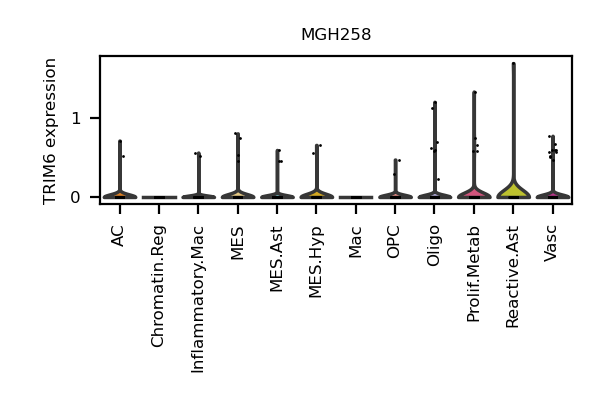 MGH258
TRIM6 expression
1
0
AC
Chromatin.Reg
Inflammatory.Mac
MES
MES.Ast
MES.Hyp
Mac
OPC
Oligo
Prolif.Metab
Reactive.Ast
Vasc